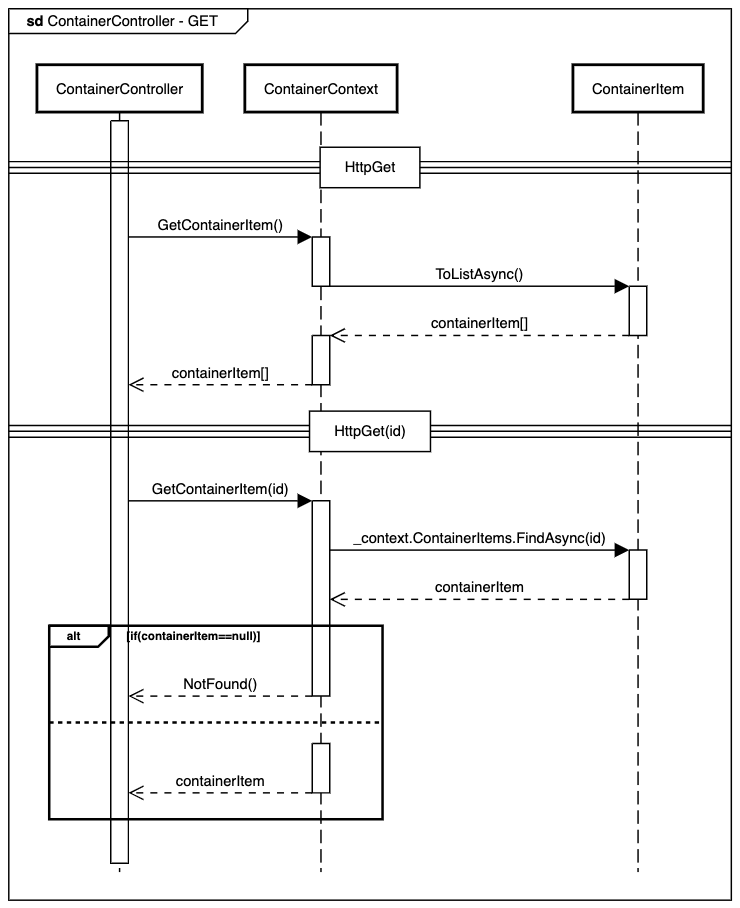 sd ContainerController - GET
ContainerController
ContainerContext
ContainerItem
HttpGet
GetContainerItem()
ToListAsync()
containerItem[]
containerItem[]
HttpGet(id)
GetContainerItem(id)
_context.ContainerItems.FindAsync(id)
containerItem
alt
[if(containerItem==null)]
NotFound()
containerItem